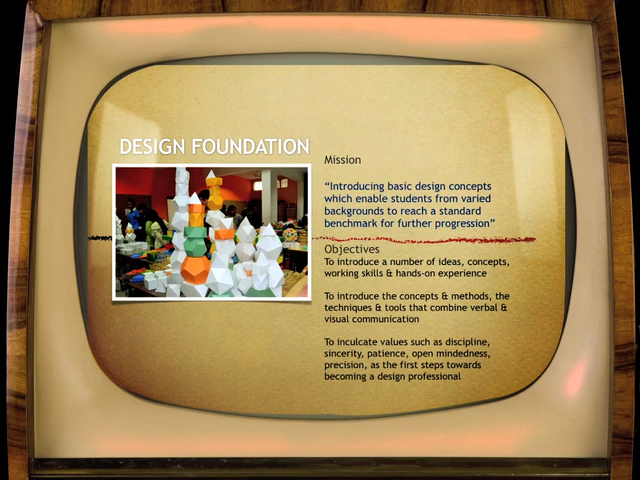 DESIGN FOUNDATION
Mission
“Introducing basic design concepts
which enable students from varied
backgrounds to reach a standard
benchmark for further progression”
Objectives
To introduce a number of ideas, concepts,
working skills & hands-on experience
To introduce the concepts & methods, the
techniques & tools that combine verbal &
visual communication
To inculcate values such as discipline,
sincerity, patience, open mindedness,
precision, as the first steps towards
becoming a design professional